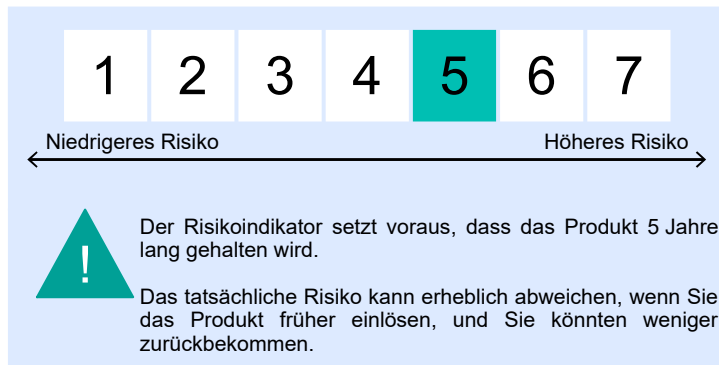 1 2 3 4 5 6 7
Niedrigeres Risiko Höheres Risiko
Der Risikoindikator setzt voraus, dass das Produkt 5 Jahre
lang gehalten wird.
!
Das tatsächliche Risiko kann erheblich abweichen, wenn Sie
das Produkt früher einlösen, und Sie könnten weniger
zurückbekommen.